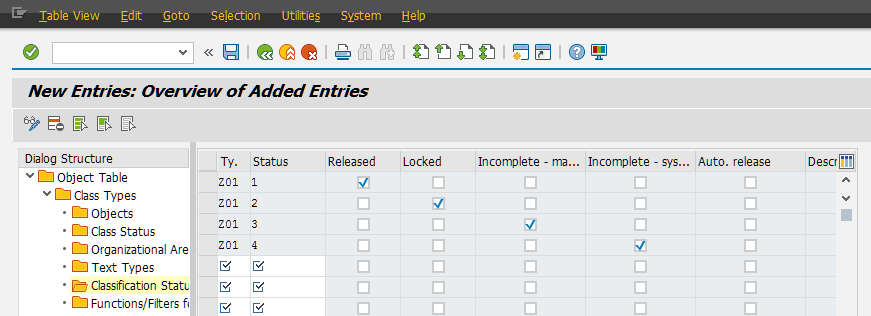 Table View Edit Goto Selection Utilities System Help
New Entries: Overview of Added Entries
Dialog Structure
Object Table
Class Types
Objects
Class Status
Organizational Are
Text Types
Classification Statu
Functions/Filters fo
Ty. Status Released Locked Incomplete - ma... Incomplete - sys... Auto. release Descr
Z01 1
Z01 2
Z01 3
Z01 4